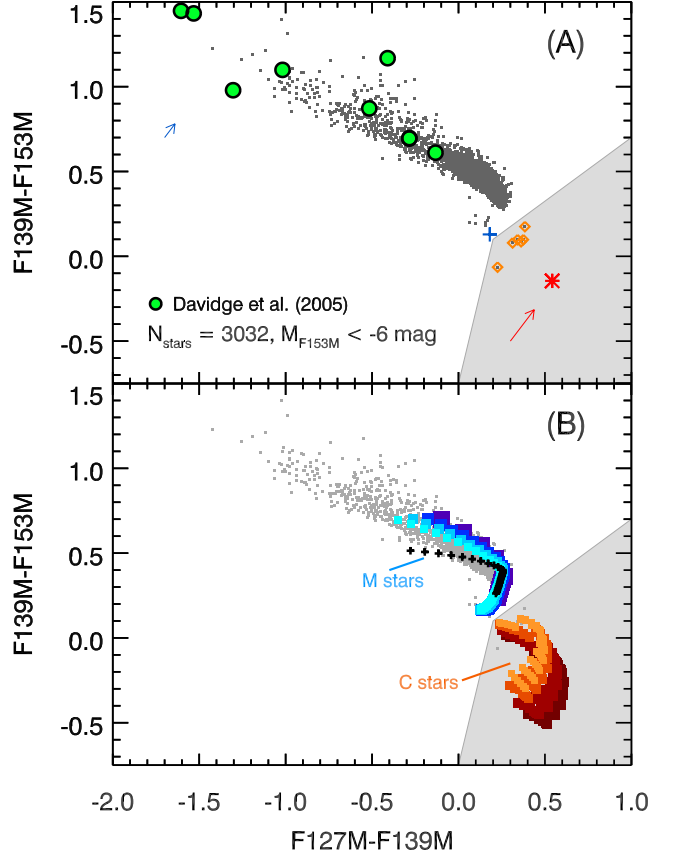 1.5
(A)
1.0
0.5
0.0
-0.5
F139M-F153M
Davidge et al. (2005)
N_stars = 3032, M_F153M < -6 mag
1.5
(B)
1.0
0.5
0.0
-0.5
F139M-F153M
M stars
C stars
-2.0 -1.5 -1.0 -0.5 0.0 0.5 1.0
F127M-F139M